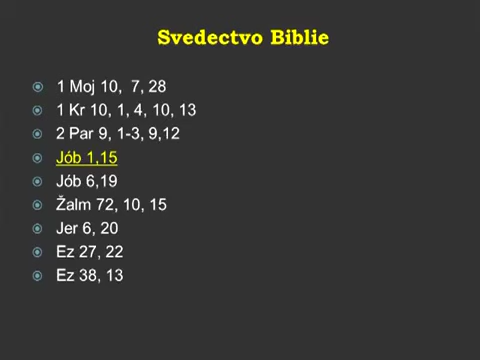 Svedectvo Biblie
1 Moj 10,  7, 28
1 Kr 10, 1, 4, 10, 13
2 Par 9, 1-3, 9,12
Jób 1,15
Jób 6,19
Žalm 72, 10, 15
Jer 6, 20
Ez 27, 22
Ez 38, 13